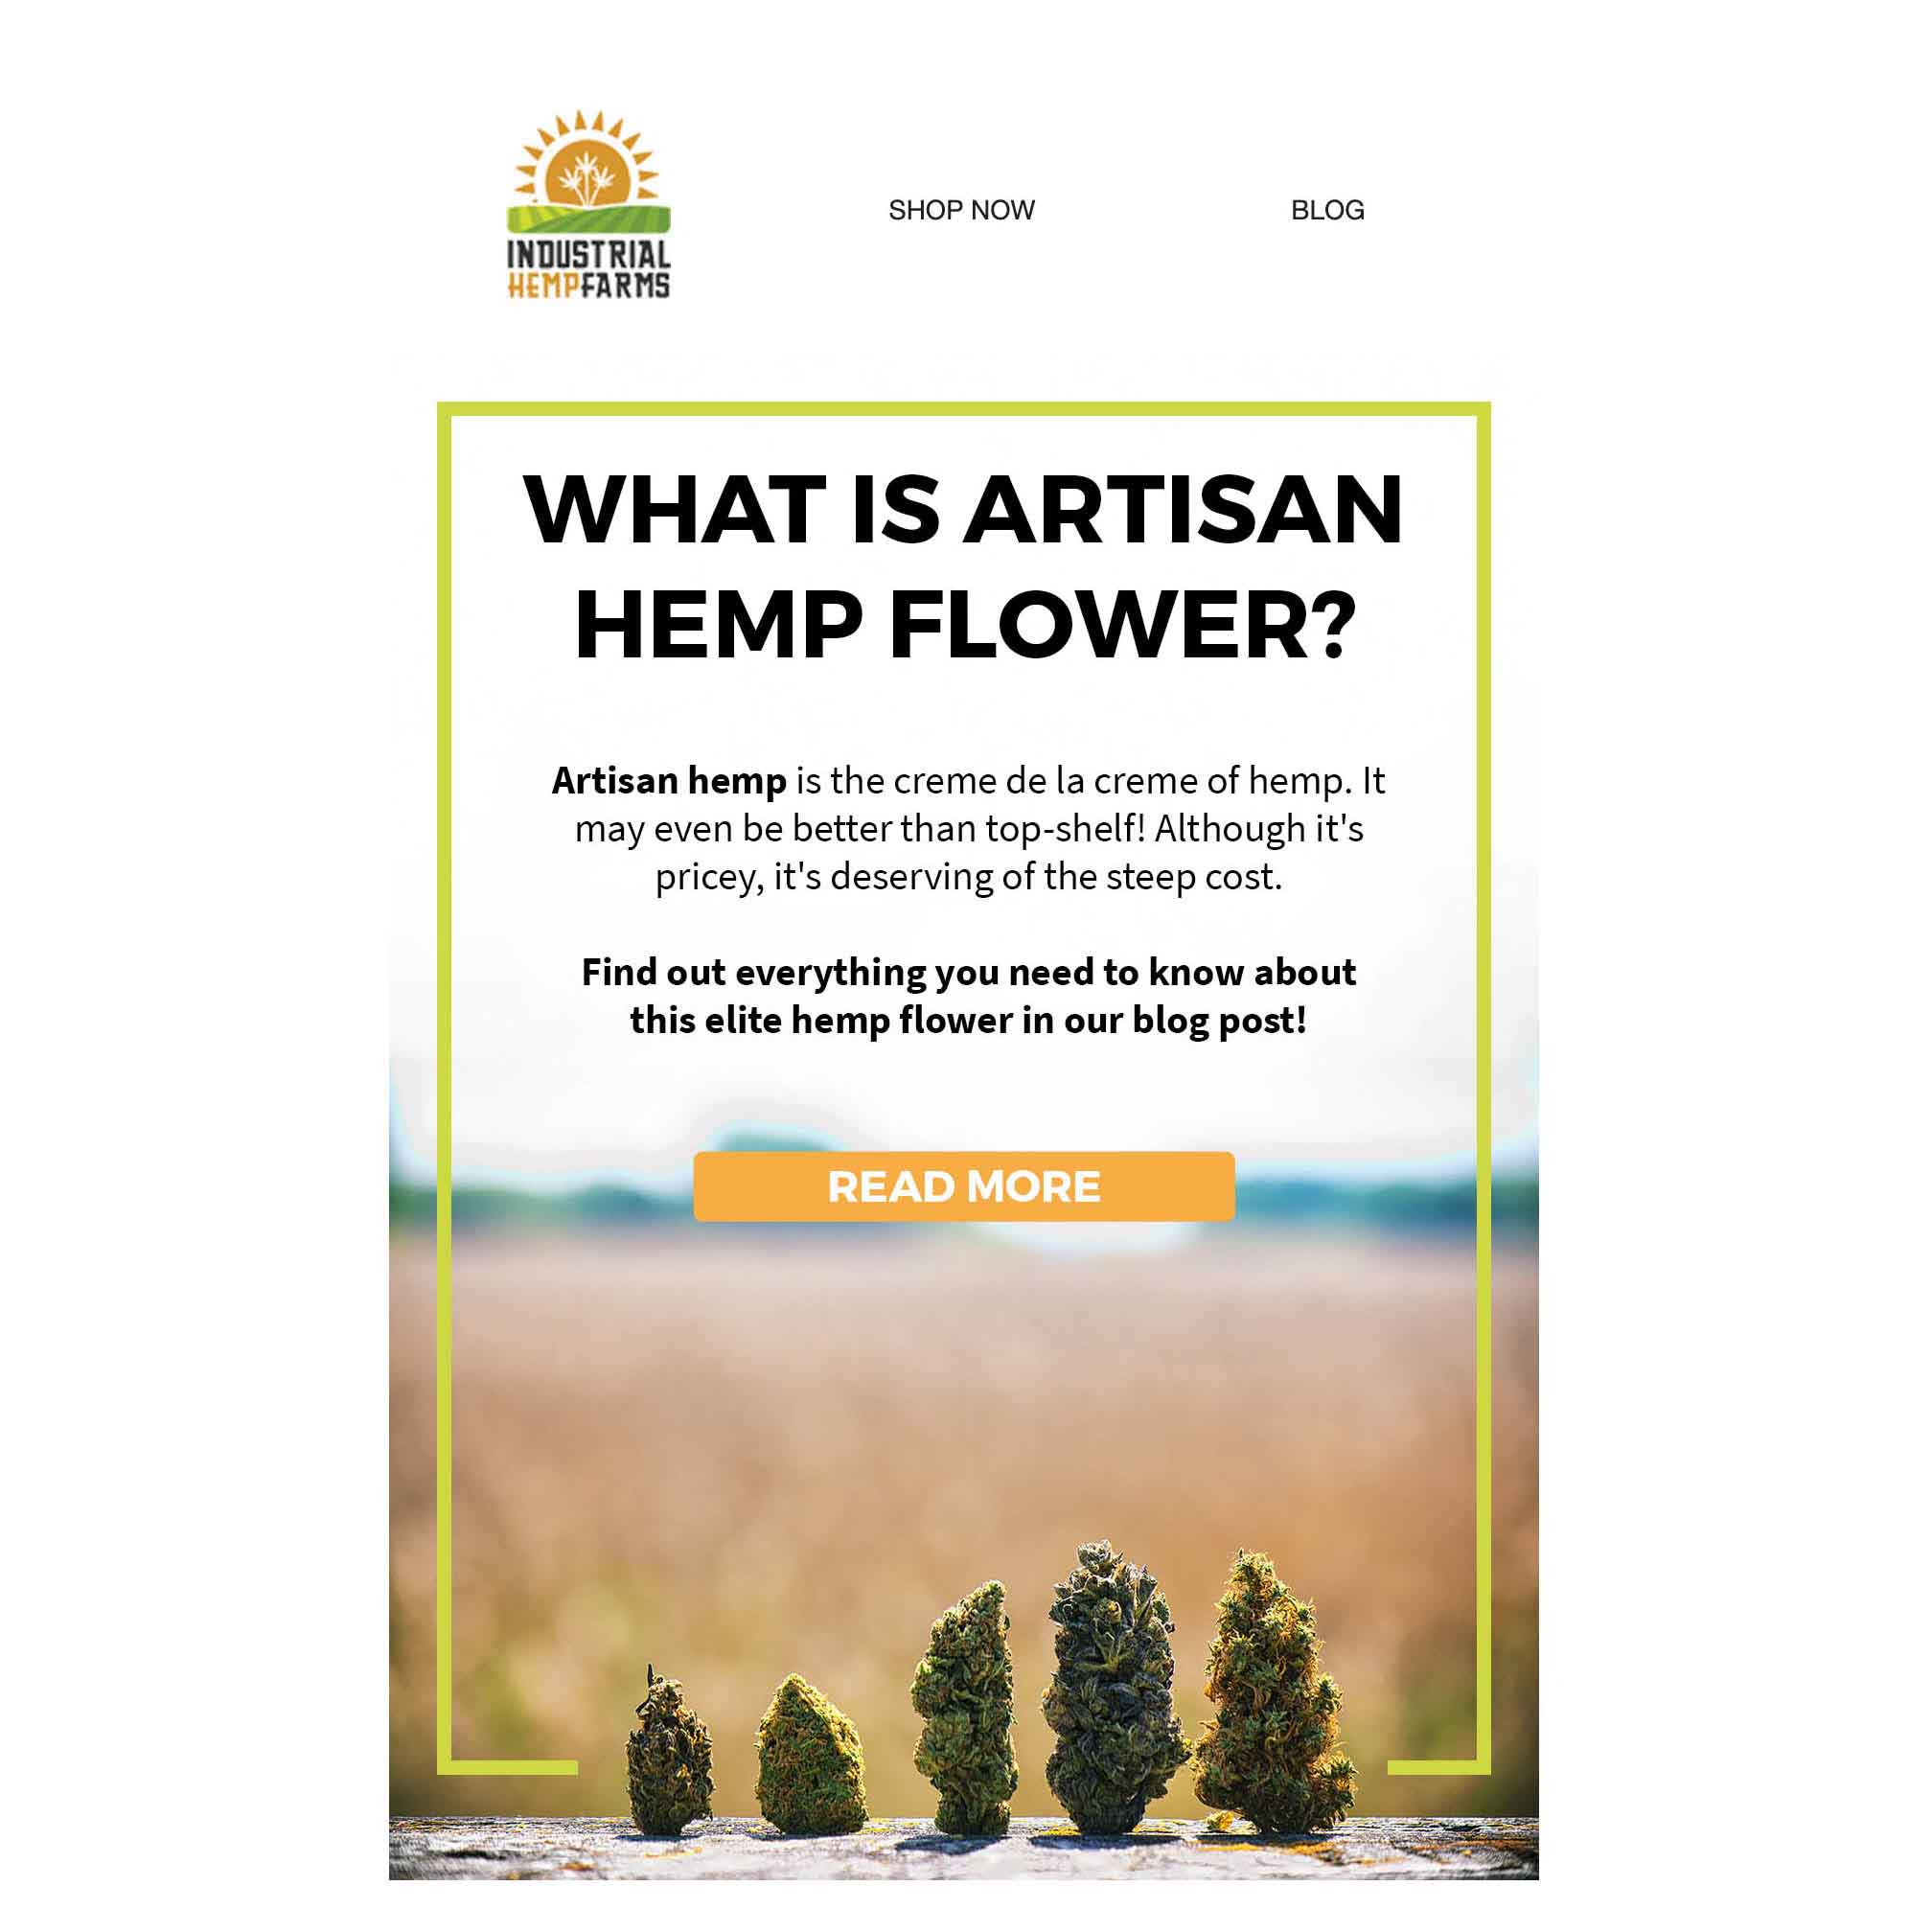 INDUSTRIAL
HEMPFARMS
SHOP NOW
BLOG
WHAT IS ARTISAN
HEMP FLOWER?
Artisan hemp is the creme de la creme of hemp. It
may even be better than top-shelf! Although it's
pricey, it's deserving of the steep cost.
Find out everything you need to know about
this elite hemp flower in our blog post!
READ MORE